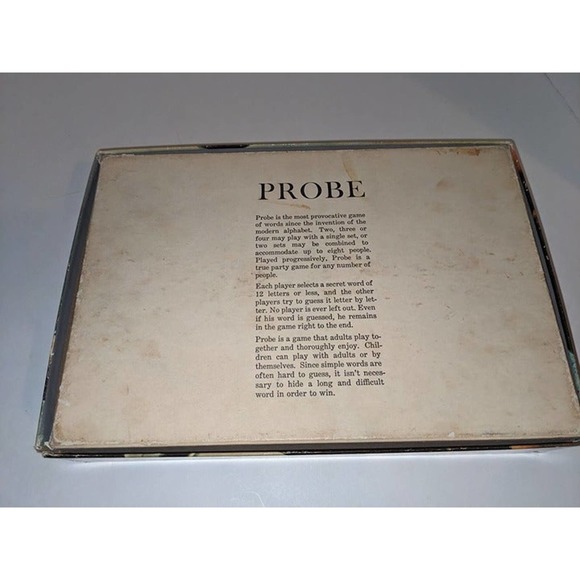 PROBE
Probe is the most provocative game
of words since the invention of the
modern alphabet. Two, three or
four may play with a single set, or
two sets may be combined to
accommodate up to eight people.
Played progressively, Probe is a
true party game for any number of
people.
Each player selects a secret word of
12 letters or less, and the other
players try to guess it letter by let-
ter. No player is ever left out. Even
if his word is guessed, he remains
in the game right to the end.
Probe is a game that adults play to-
gether and thoroughly enjoy. Chil-
dren can play with adults or by
themselves. Since simple words are
often hard to guess, it isn't neces-
sary to hide a long and difficult
word in order to win.